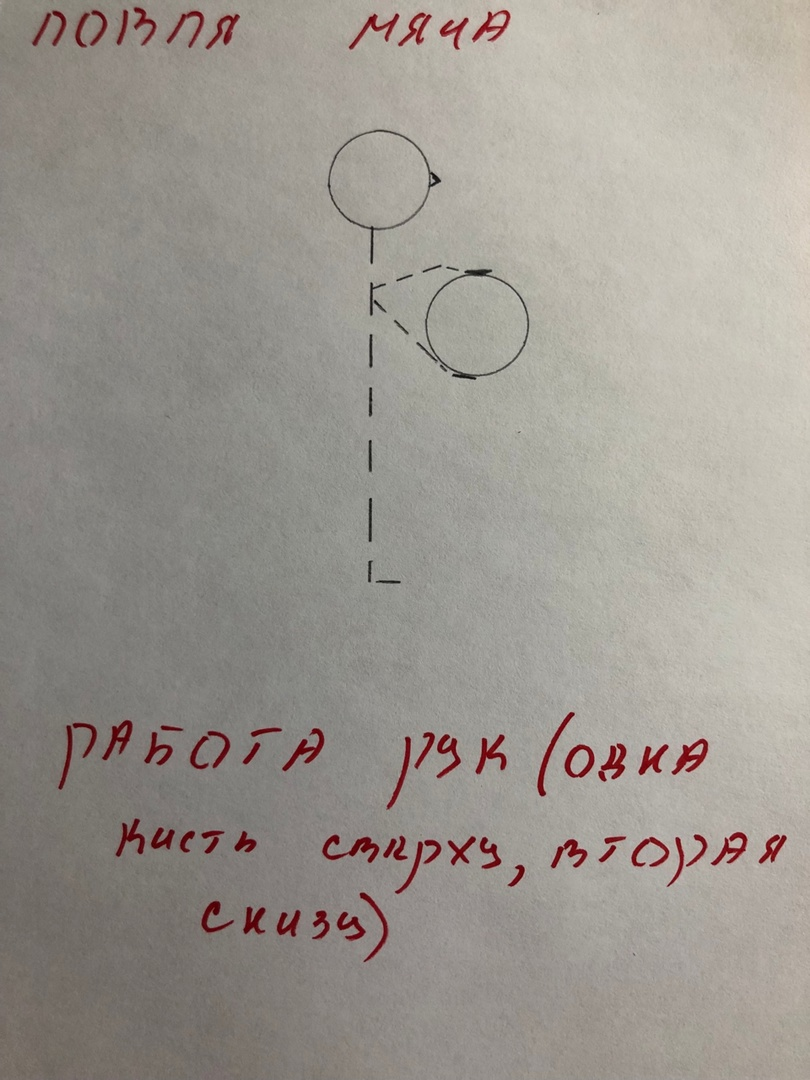 ловля мяча
работа рук (одна
кисть сверху, вторая
снизу)